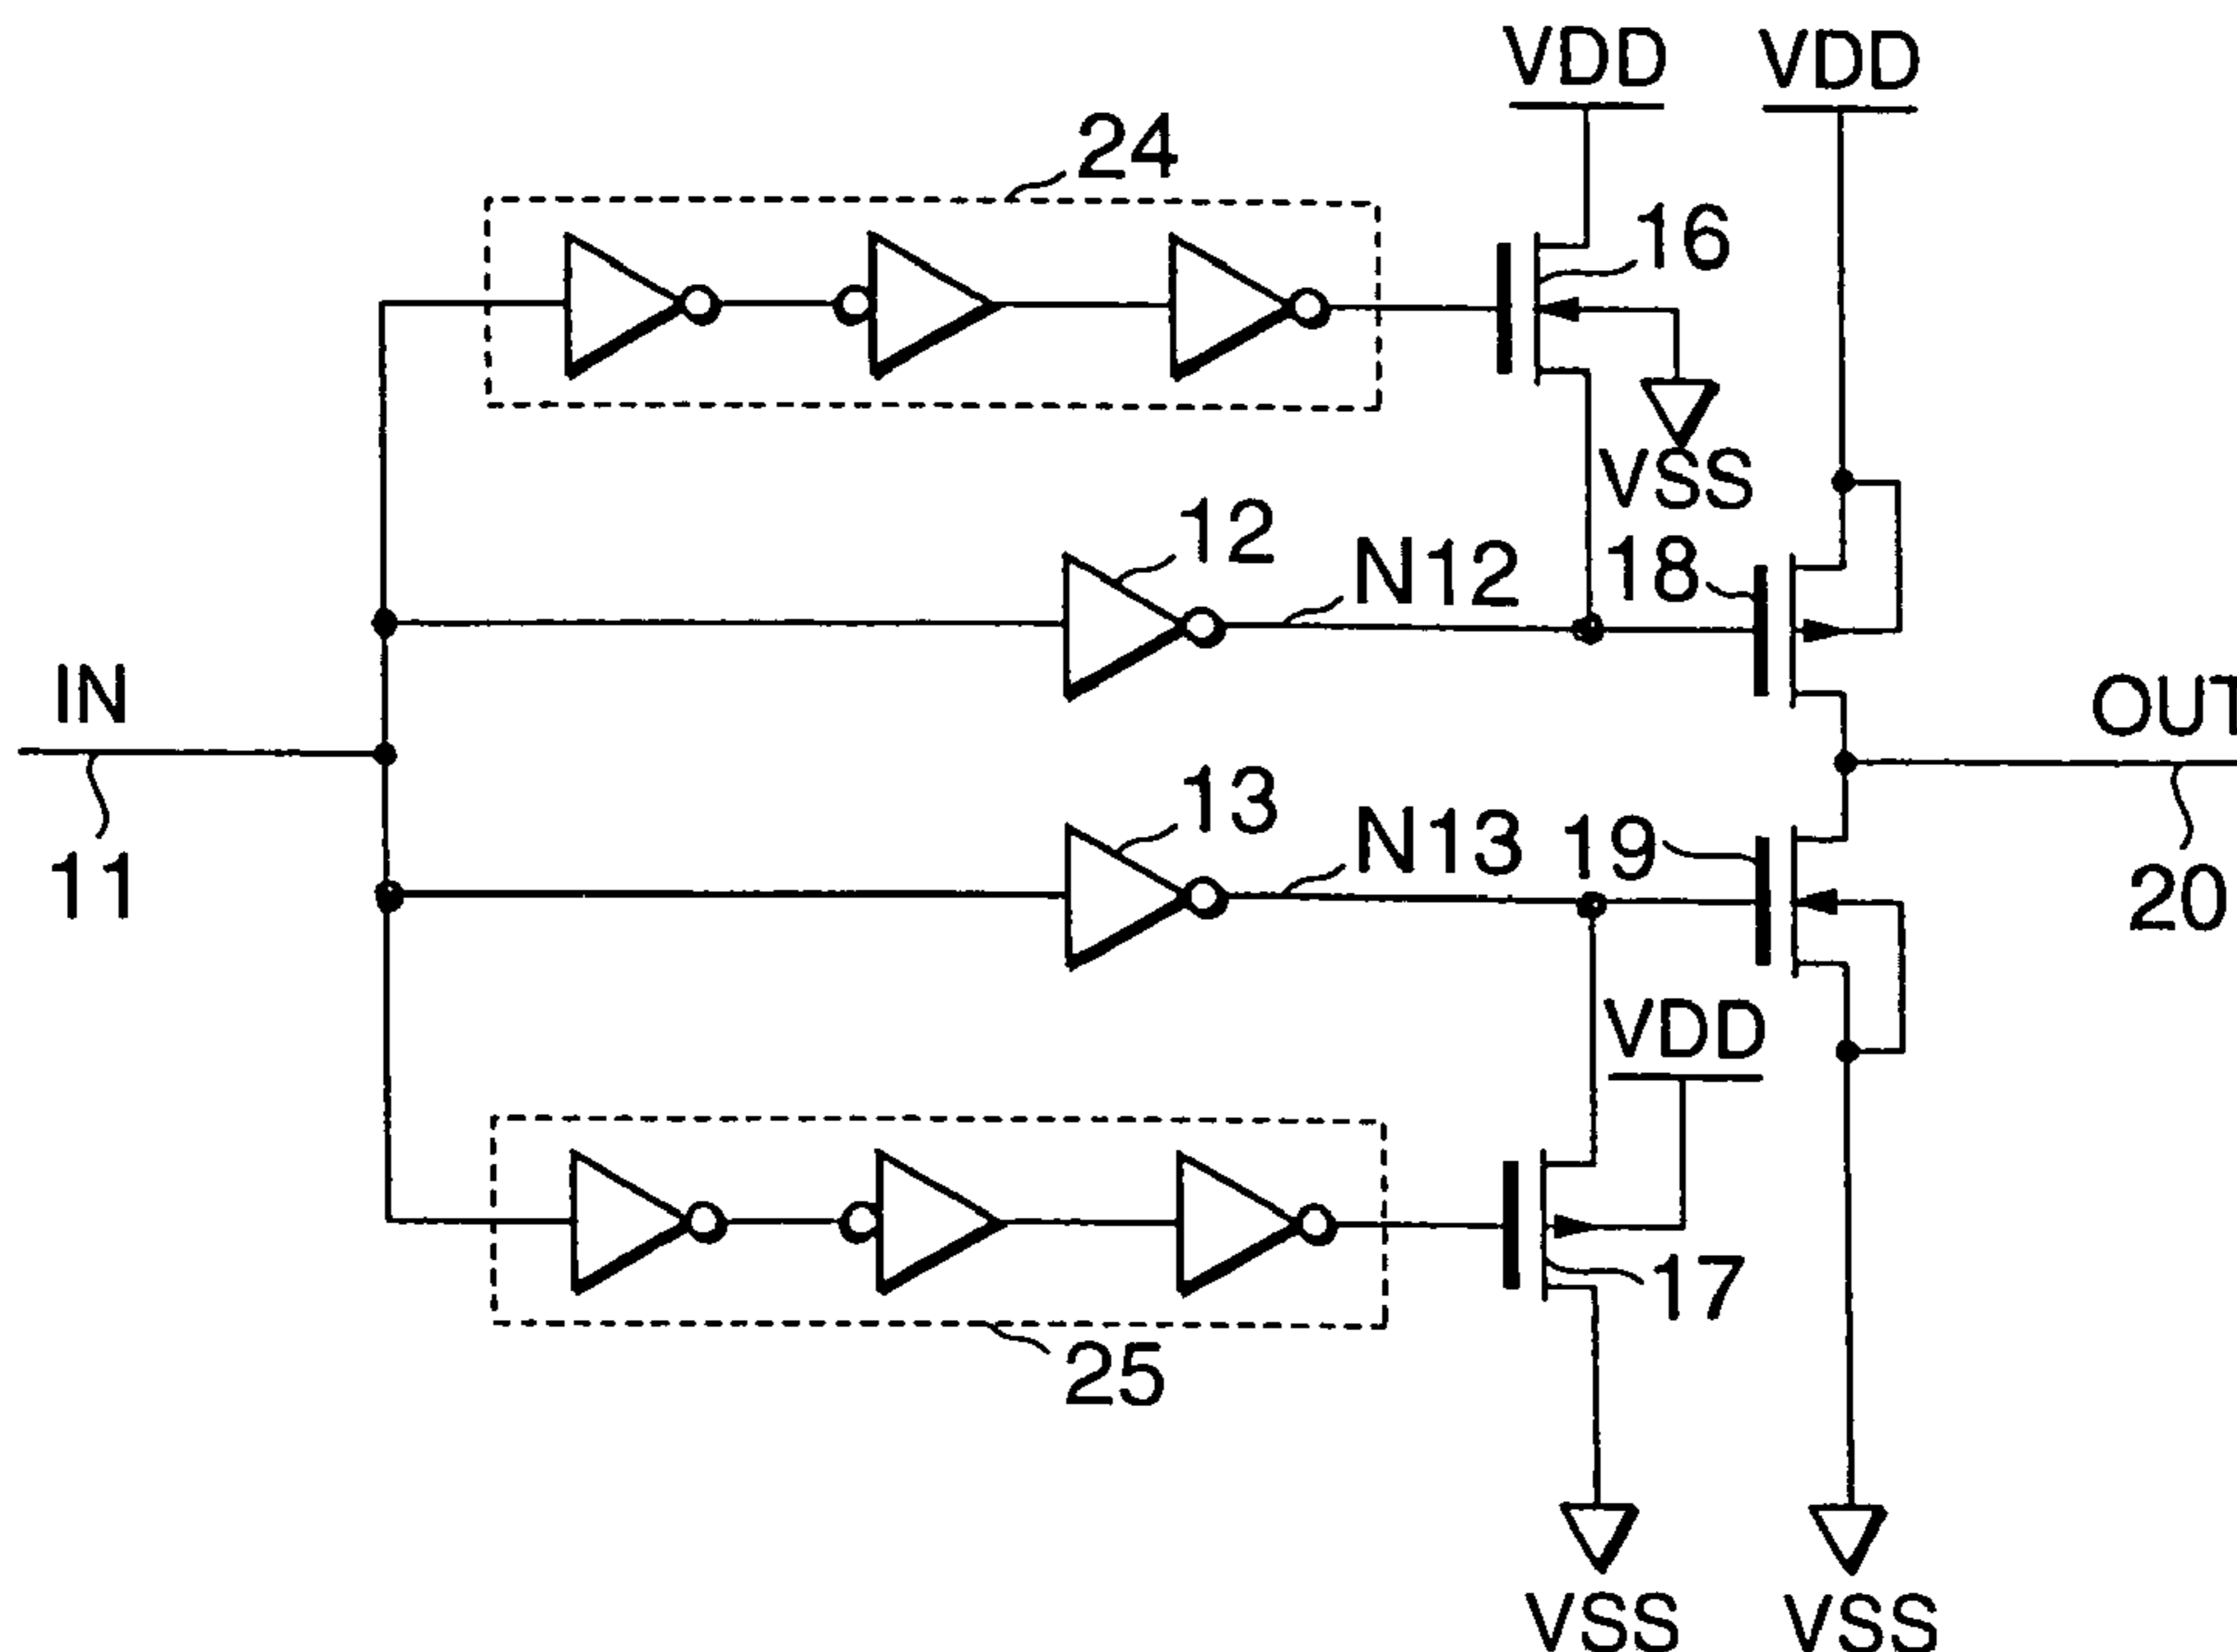 VDD VDD
24
16
VSS
12 N12 18
IN OUT
13 N13 19
11 20
VDD
17
25
VSS VSS